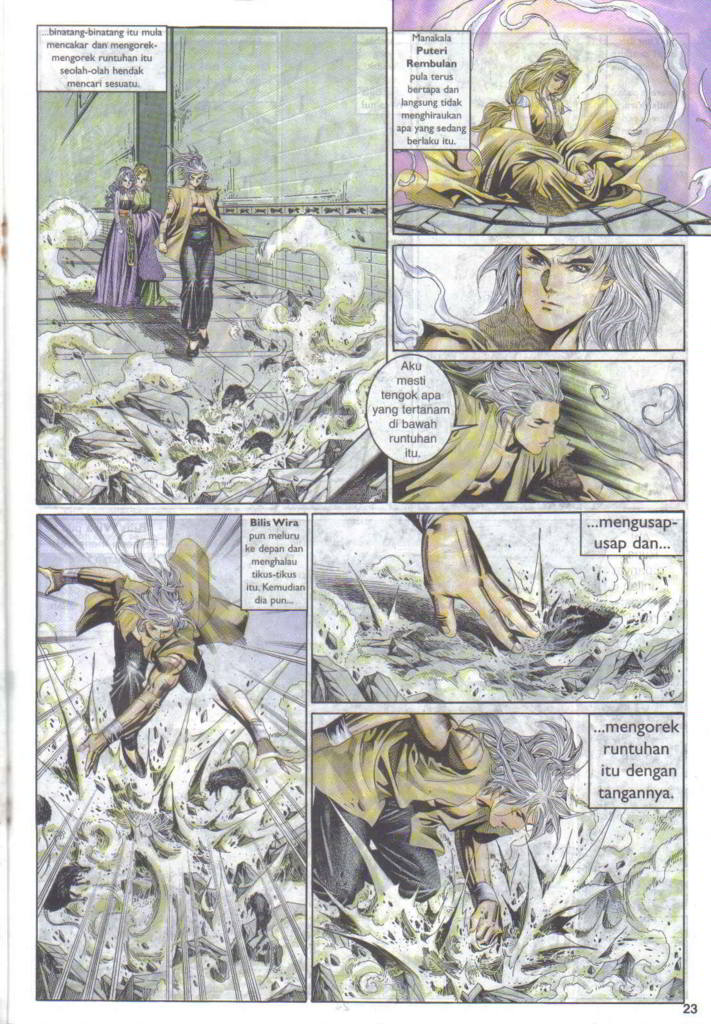 ...binatang-binatang itu mula
mencakar dan mengorek-
mengorek runtuhan itu
seolah-olah hendak
mencari sesuatu.
Manakala
Puteri
Rembulan
pula terus
bertapa dan
langsung tidak
menghiraukan
apa yang sedang
berlaku itu.
Aku
mesti
tengok apa
yang tertanam
di bawah
runtuhan
itu.
Bilis Wira
pun meluru
ke depan dan
menghalau
tikus-tikus
itu. Kemudian
dia pun...
...mengusap-
usap dan...
...mengorek
runtuhan
itu dengan
tangannya.
23